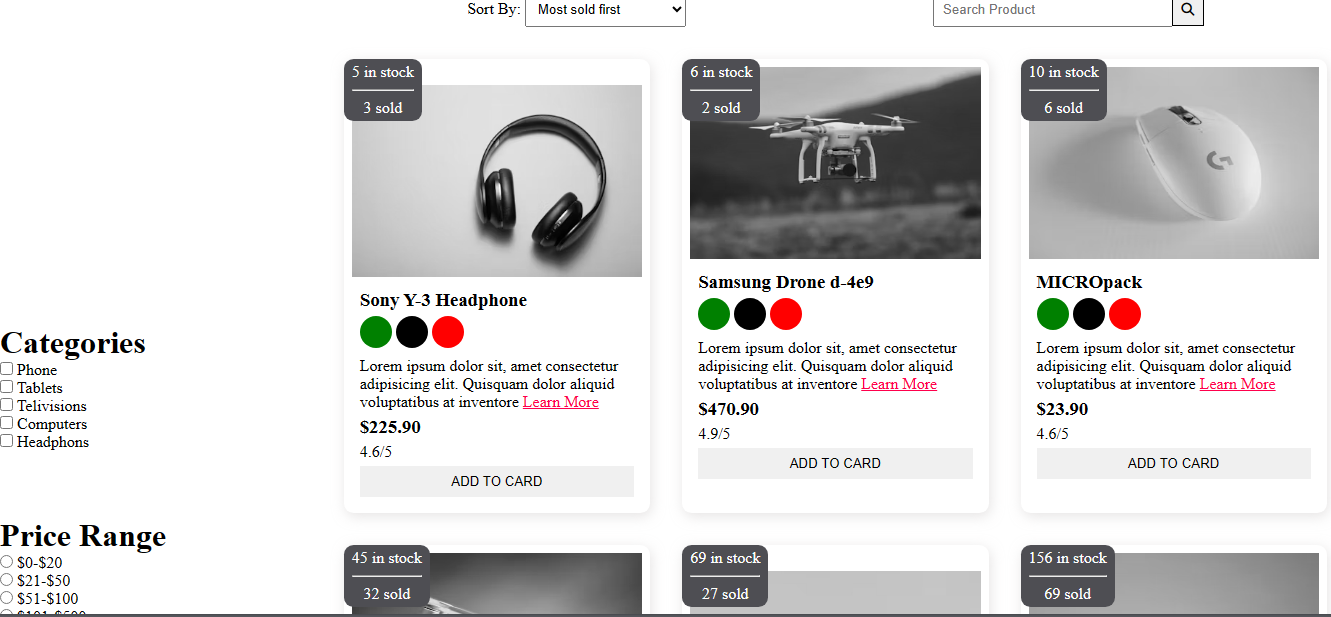 Sort By: Most sold first
Search Product
5 in stock
3 sold
Sony Y-3 Headphone
Lorem ipsum dolor sit, amet consectetur
adipisicing elit. Quisquam dolor aliquid
voluptatibus at inventore Learn More
$225.90
4.6/5
ADD TO CARD
6 in stock
2 sold
Samsung Drone d-4e9
Lorem ipsum dolor sit, amet consectetur
adipisicing elit. Quisquam dolor aliquid
voluptatibus at inventore Learn More
$470.90
4.9/5
ADD TO CARD
10 in stock
6 sold
G
MICROpack
Lorem ipsum dolor sit, amet consectetur
adipisicing elit. Quisquam dolor aliquid
voluptatibus at inventore Learn More
$23.90
4.6/5
ADD TO CARD
Categories
Phone
Tablets
Telivisions
Computers
Headphons
Price Range
$0-$20
$21-$50
$51-$100
45 in stock
32 sold
69 in stock
27 sold
156 in stock
69 sold